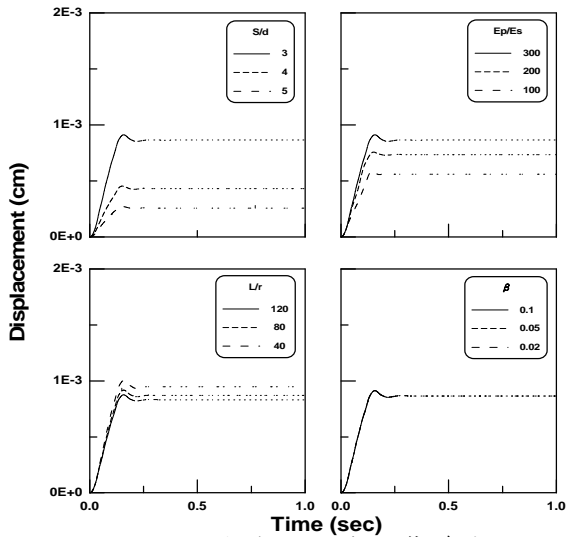 2E-3
1E-3
0E+0
S/d
3
4
5
Ep/Es
300
200
100
Displacement (cm)
2E-3
1E-3
0E+0
L/r
120
80
40
β
0.1
0.05
0.02
0.0 0.5 1.0
0.0 0.5 1.0
Time (sec)